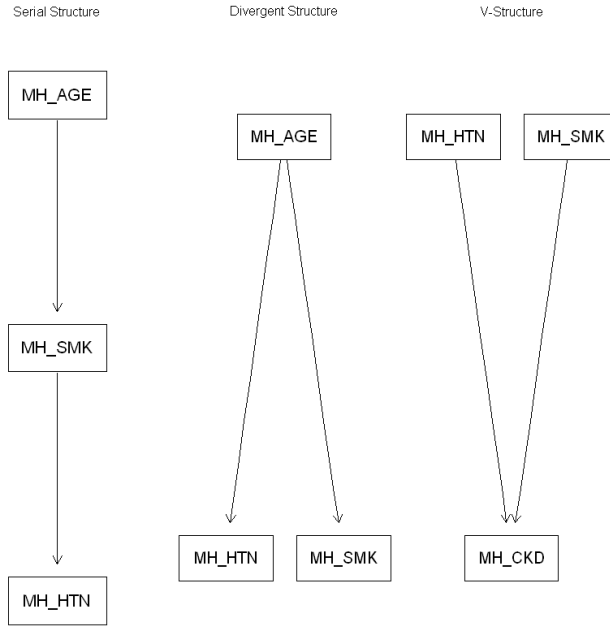 Serial Structure
Divergent Structure
V-Structure
MH_AGE
MH_SMK
MH_HTN
MH_AGE
MH_HTN
MH_SMK
MH_HTN
MH_SMK
MH_CKD